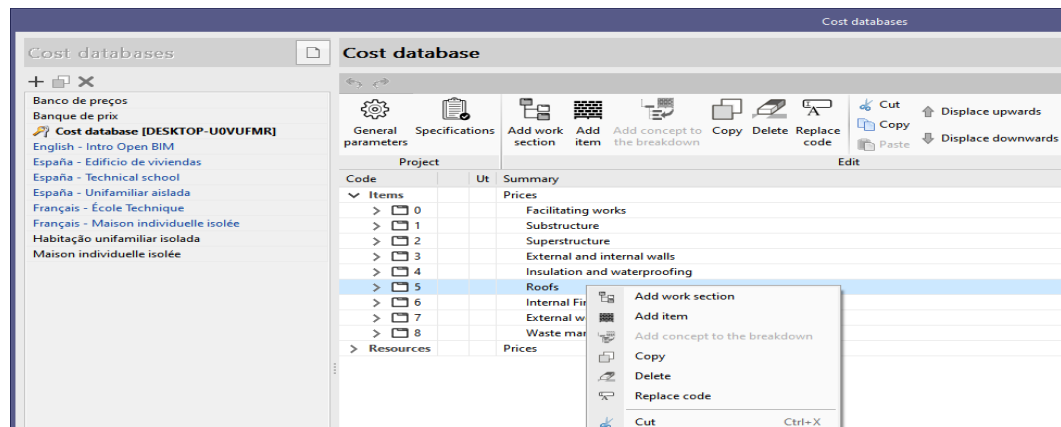 Cost databases
Cost databases
Cost database
Banco de preços
Banque de prix
Cost database [DESKTOP-U0VUFMR]
English - Intro Open BIM
España - Edificio de viviendas
España - Technical school
España - Unifamiliar aislada
Français - École Technique
Français - Maison individuelle isolée
Habitação unifamiliar isolada
Maison individuelle isolée
General parameters
Specifications
Project
Add work section
Add item
Add concept to the breakdown
Copy
Delete
Replace code
Cut
Copy
Paste
Displace upwards
Displace downwards
Edit
Code Ut Summary
Items Prices
0 Facilitating works
1 Substructure
2 Superstructure
3 External and internal walls
4 Insulation and waterproofing
5 Roofs
6 Internal
7 External
8 Waste
Resources Prices
Add work section
Add item
Add concept to the breakdown
Copy
Delete
Replace code
Cut Ctrl+X